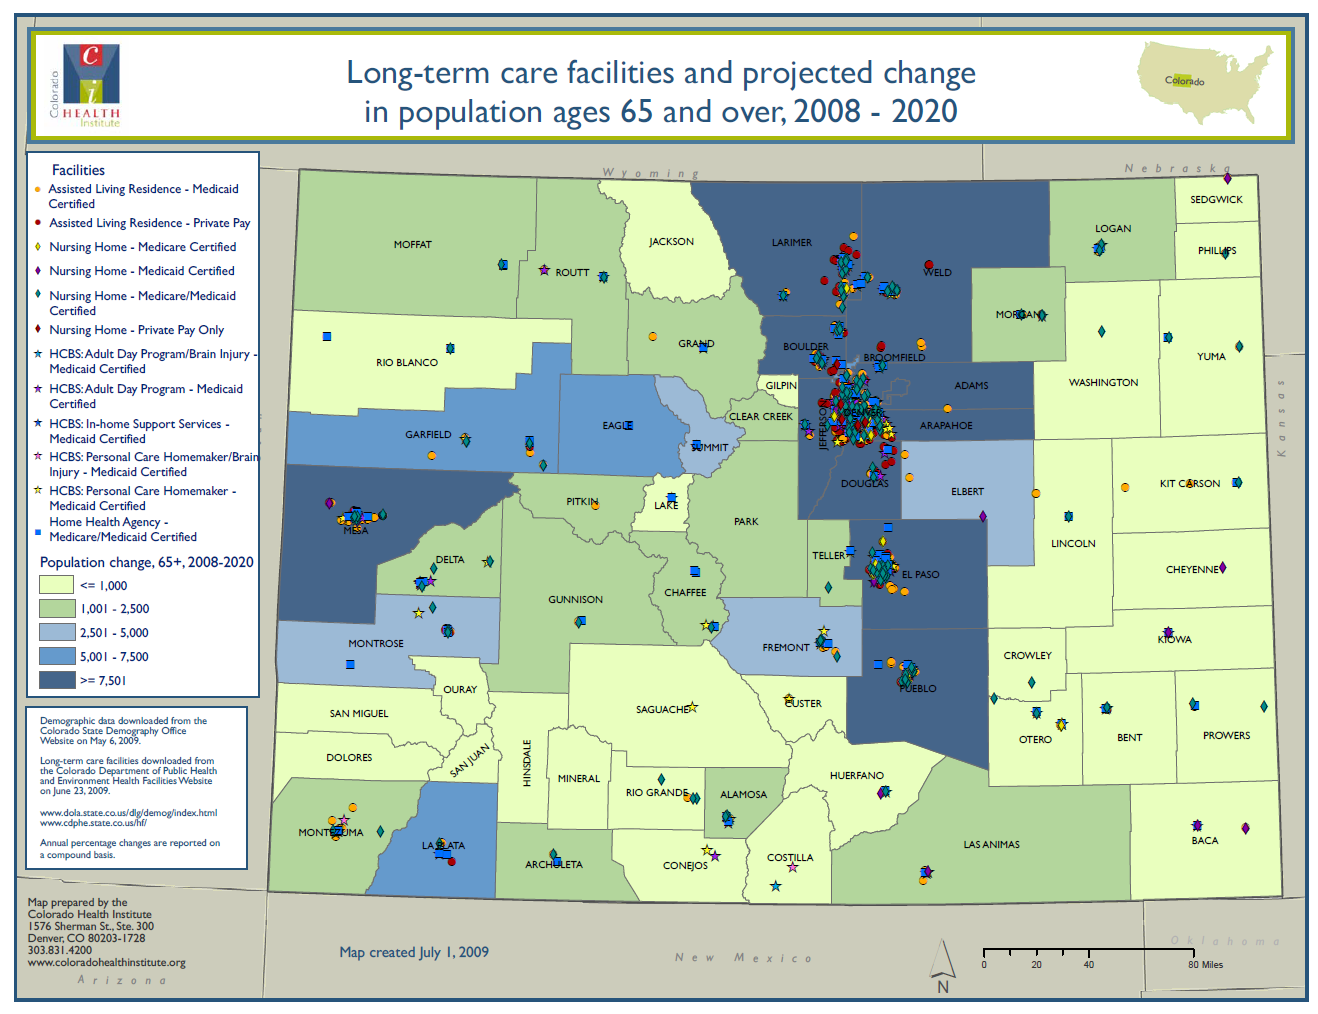 Colorado
c
i
HEALTH
Institute
Long-term care facilities and projected change
in population ages 65 and over, 2008 - 2020
Colorado
Facilities
Assisted Living Residence - Medicaid
Certified
Assisted Living Residence - Private Pay
Nursing Home - Medicare Certified
Nursing Home - Medicaid Certified
Nursing Home - Medicare/Medicaid
Certified
Nursing Home - Private Pay Only
HCBS: Adult Day Program/Brain Injury -
Medicaid Certified
HCBS: Adult Day Program - Medicaid
Certified
HCBS: In-home Support Services -
Medicaid Certified
HCBS: Personal Care Homemaker/Brain
Injury - Medicaid Certified
HCBS: Personal Care Homemaker -
Medicaid Certified
Home Health Agency -
Medicare/Medicaid Certified
Population change, 65+, 2008-2020
<= 1,000
1,001 - 2,500
2,501 - 5,000
5,001 - 7,500
>= 7,501
Demographic data downloaded from the
Colorado State Demography Office
Website on May 6, 2009.
Long-term care facilities downloaded from
the Colorado Department of Public Health
and Environment Health Facilities Website
on June 23, 2009.
www.dola.state.co.us/dlg/demog/index.html
www.cdphe.state.co.us/hf/
Annual percentage changes are reported on
a compound basis.
Map prepared by the
Colorado Health Institute
1576 Sherman St., Ste. 300
Denver, CO 80203-1728
303.831.4200
www.coloradohealthinstitute.org
Arizona
Wyoming
Nebraska
Kansas
Oklahoma
New Mexico
MOFFAT
ROUTT
JACKSON
LARIMER
WELD
LOGAN
SEDGWICK
PHILLIPS
MORGAN
RIO BLANCO
GRAND
BOULDER
BROOMFIELD
GILPIN
ADAMS
WASHINGTON
YUMA
GARFIELD
EAGLE
SUMMIT
CLEAR CREEK
JEFFERSON
DENVER
ARAPAHOE
MESA
PITKIN
LAKE
PARK
DOUGLAS
ELBERT
LINCOLN
KIT CARSON
DELTA
GUNNISON
CHAFFEE
TELLER
EL PASO
CHEYENNE
MONTROSE
FREMONT
KIOWA
OURAY
CROWLEY
SAN MIGUEL
SAGUACHE
CUSTER
PUEBLO
OTERO
BENT
PROWERS
DOLORES
SAN JUAN
HINSDALE
MINERAL
RIO GRANDE
ALAMOSA
HUERFANO
MONTEZUMA
LA PLATA
ARCHULETA
CONEJOS
COSTILLA
LAS ANIMAS
BACA
Map created July 1, 2009
N
0 20 40 80 Miles